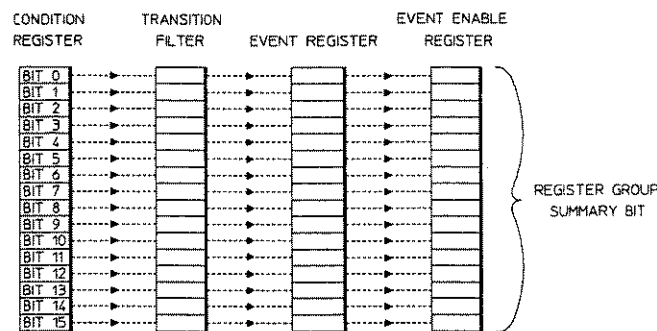 CONDITION REGISTER
TRANSITION FILTER
EVENT REGISTER
EVENT ENABLE REGISTER
BIT 0
BIT 1
BIT 2
BIT 3
BIT 4
BIT 5
BIT 6
BIT 7
BIT 8
BIT 9
BIT 10
BIT 11
BIT 12
BIT 13
BIT 14
BIT 15
REGISTER GROUP
SUMMARY BIT